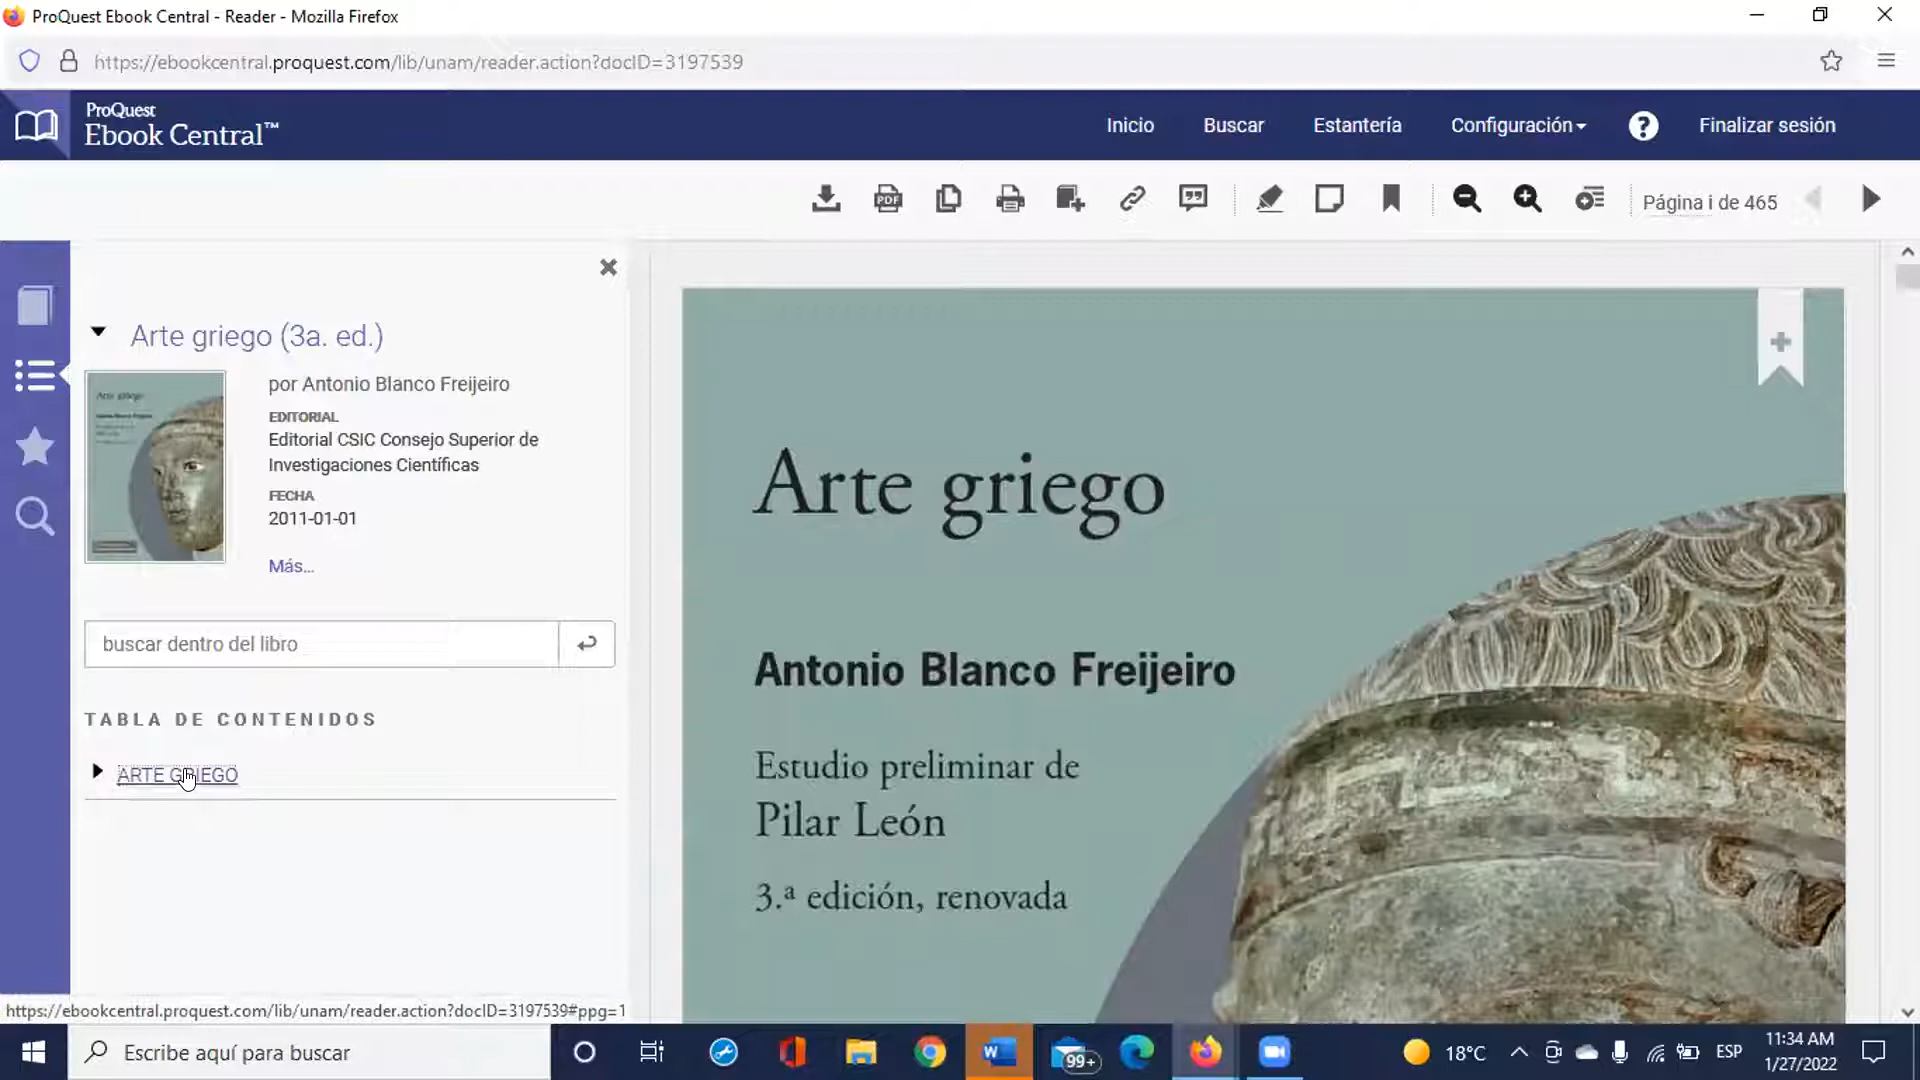 ProQuest Ebook Central - Reader - Mozilla Firefox
https://ebookcentral.proquest.com/lib/unam/reader.action?docID=3197539
ProQuest
Ebook Central™
Inicio
Buscar
Estantería
Configuración
?
Finalizar sesión
PDF
Página i de 465
Arte griego (3a. ed.)
por Antonio Blanco Freijeiro
EDITORIAL
Editorial CSIC Consejo Superior de
Investigaciones Científicas
FECHA
2011-01-01
Más...
buscar dentro del libro
TABLA DE CONTENIDOS
ARTE GRIEGO
Arte griego
Antonio Blanco Freijeiro
Estudio preliminar de
Pilar León
3.ª edición, renovada
https://ebookcentral.proquest.com/lib/unam/reader.action?docID=3197539#ppg=1
Escribe aquí para buscar
99+
18°C
ESP
11:34 AM
1/27/2022